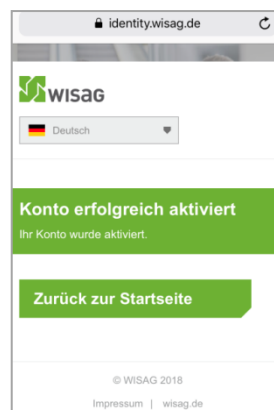 identity.wisag.de
WISAG
Deutsch
Konto erfolgreich aktiviert
Ihr Konto wurde aktiviert.
Zurück zur Startseite
© WISAG 2018
Impressum | wisag.de